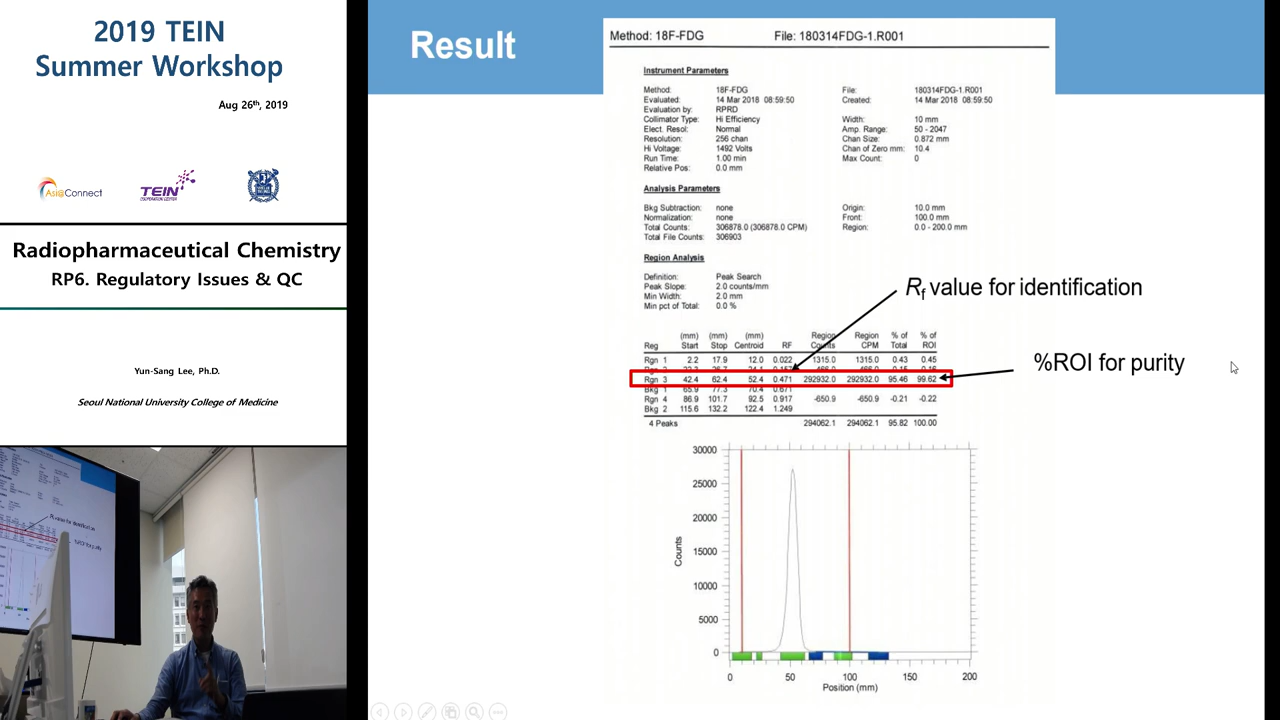 2019 TEIN
Summer Workshop
Aug 26th, 2019
Asi@Connect
TEIN
COOPERATION CENTER
Radiopharmaceutical Chemistry
RP6. Regulatory Issues & QC
Yun-Sang Lee, Ph.D.
Seoul National University College of Medicine
Result
Method: 18F-FDG File: 180314FDG-1.R001
Instrument Parameters
Method: 18F-FDG File: 180314FDG-1.R001
Evaluated: 14 Mar 2018 08:59:50 Created: 14 Mar 2018 08:59:50
Evaluation by: RPRD
Collimator Type: Hi Efficiency Width: 10 mm
Elect. Resol: Normal Amp. Range: 50 - 2047
Resolution: 256 chan Chan Size: 0.872 mm
Hi Voltage: 1492 Volts Chan of Zero mm: 10.4
Run Time: 1.00 min Max Count: 0
Relative Pos: 0.0 mm
Analysis Parameters
Bkg Subtraction: none Origin: 10.0 mm
Normalization: none Front: 100.0 mm
Total Counts: 306878.0 (306878.0 CPM) Region: 0.0 - 200.0 mm
Total File Counts: 306903
Region Analysis
Definition: Peak Search
Peak Slope: 2.0 counts/mm
Min Width: 2.0 mm
Min pct of Total: 0.0 %
Rf value for identification
(mm) (mm) (mm) Region Region % of % of
Reg Start Stop Centroid RF Counts CPM Total ROI
Rgn 1 2.2 17.9 12.0 0.022 1315.0 1315.0 0.43 0.45
%ROI for purity
Rgn 3 42.4 62.4 52.4 0.471 292932.0 292932.0 95.46 99.62
Bkg 1 65.9 77.3 70.4 0.671
Rgn 4 86.9 101.7 92.5 0.917 -650.9 -650.9 -0.21 -0.22
Bkg 2 115.6 132.2 122.4 1.249
4 Peaks 294062.1 294062.1 95.82 100.00
30000
25000
20000
15000
10000
5000
0
Counts
0 50 100 150 200
Position (mm)